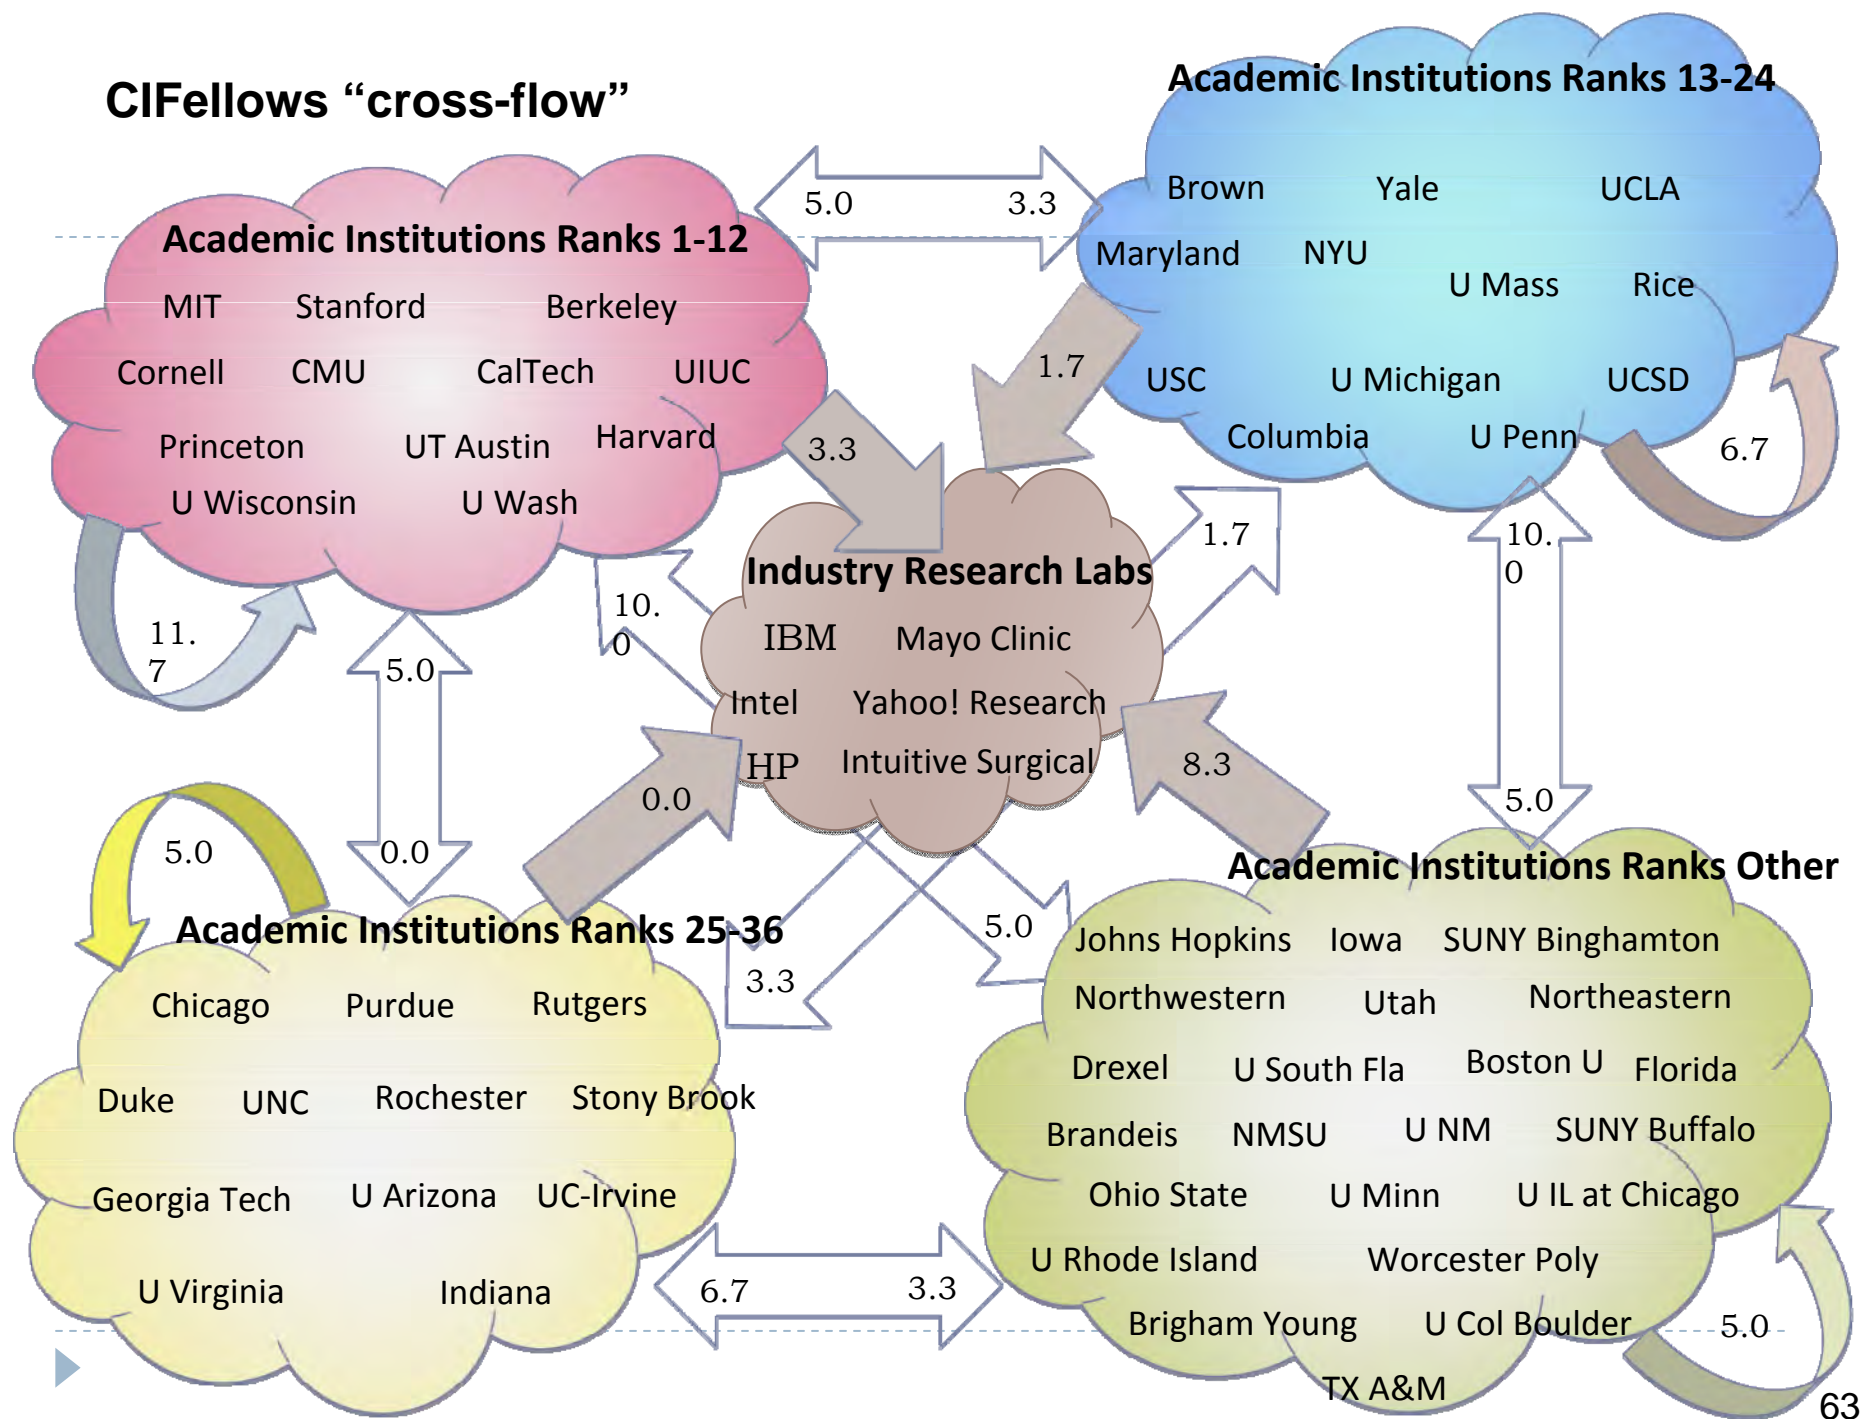 CIFellows “cross-flow”
Academic Institutions Ranks 13-24
Brown Yale UCLA
Maryland NYU
U Mass Rice
USC U Michigan UCSD
Columbia U Penn
5.0 3.3
Academic Institutions Ranks 1-12
MIT Stanford Berkeley
Cornell CMU CalTech UIUC
Princeton UT Austin Harvard
U Wisconsin U Wash
1.7
3.3
6.7
1.7
10.
0
10.
0
11.
7
5.0
0.0
Industry Research Labs
IBM Mayo Clinic
Intel Yahoo! Research
HP Intuitive Surgical
0.0
8.3
5.0
5.0
5.0
3.3
Academic Institutions Ranks 25-36
Chicago Purdue Rutgers
Duke UNC Rochester Stony Brook
Georgia Tech U Arizona UC-Irvine
U Virginia Indiana
Academic Institutions Ranks Other
Johns Hopkins Iowa SUNY Binghamton
Northwestern Utah Northeastern
Drexel U South Fla Boston U Florida
Brandeis NMSU U NM SUNY Buffalo
Ohio State U Minn U IL at Chicago
U Rhode Island Worcester Poly
Brigham Young U Col Boulder
TX A&M
6.7 3.3
5.0
63